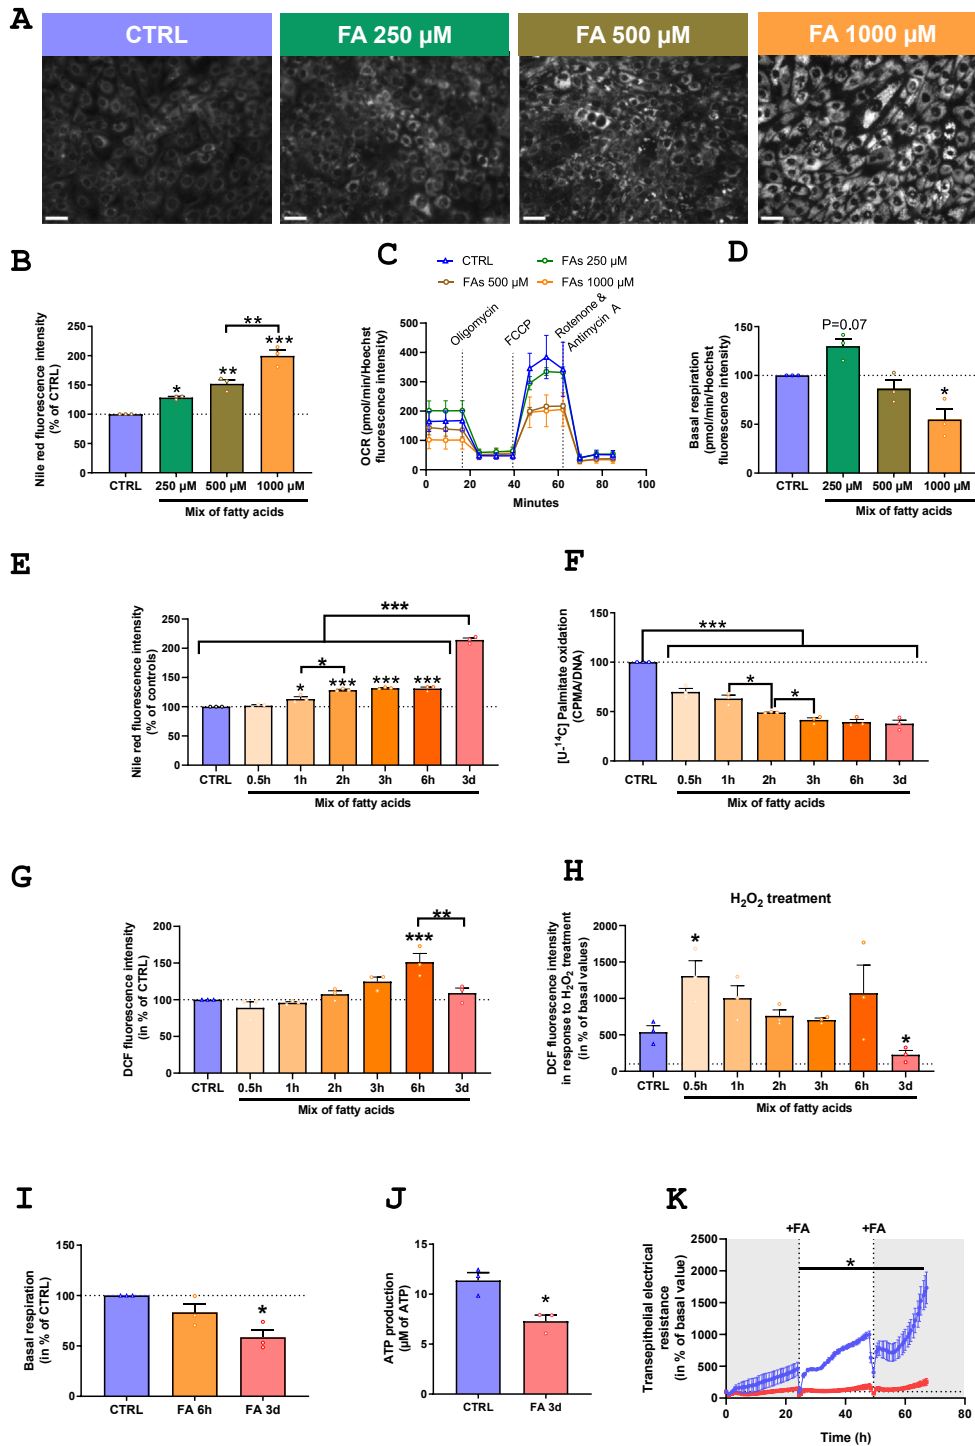 A
CTRL
FA 250 µM
FA 500 µM
FA 1000 µM
B
Nile red fluorescence intensity
(% of CTRL)
250
200
150
100
50
0
*
**
**
***
CTRL
250 µM
500 µM
1000 µM
Mix of fatty acids
C
CTRL
FAs 250 µM
FAs 500 µM
FAs 1000 µM
Oligomycin
FCCP
Rotenone &
Antimycin A
OCR (pmol/min/Hoechst
fluorescence intensity)
500
400
300
200
100
0
0
20
40
60
80
100
Minutes
D
Basal respiration
(pmol/min/Hoechst
fluorescence intensity)
150
100
50
0
P=0.07
*
CTRL
250 µM
500 µM
1000 µM
Mix of fatty acids
E
Nile red fluorescence intensity
(% of controls)
250
200
150
100
50
0
***
*
*
***
***
***
CTRL
0.5h
1h
2h
3h
6h
3d
Mix of fatty acids
F
[U-¹⁴C] Palmitate oxidation
(CPMA/DNA)
150
100
50
0
***
*
*
CTRL
0.5h
1h
2h
3h
6h
3d
Mix of fatty acids
G
DCF fluorescence intensity
(in % of CTRL)
200
150
100
50
0
**
***
CTRL
0.5h
1h
2h
3h
6h
3d
Mix of fatty acids
H
H₂O₂ treatment
DCF fluorescence intensity
in response to H₂O₂ treatment
(in % of basal values)
2000
1500
1000
500
0
*
*
CTRL
0.5h
1h
2h
3h
6h
3d
Mix of fatty acids
I
Basal respiration
(in % of CTRL)
150
100
50
0
*
CTRL
FA 6h
FA 3d
J
ATP production
(µM of ATP)
15
10
5
0
*
CTRL
FA 3d
K
+FA
+FA
Transepithelial electrical
resistance
(in % of basal value)
2500
2000
1500
1000
500
0
*
0
20
40
60
80
Time (h)